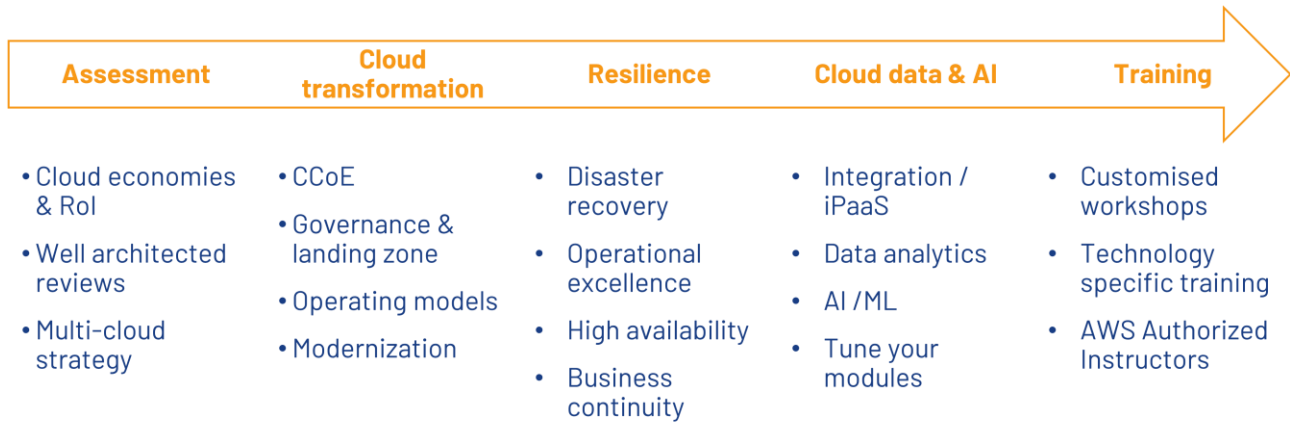 Assessment
Cloud
transformation
Resilience
Cloud data & AI
Training
• Cloud economies
& RoI
• Well architected
reviews
• Multi-cloud
strategy
• CCoE
• Governance &
landing zone
• Operating models
• Modernization
• Disaster
recovery
• Operational
excellence
• High availability
• Business
continuity
• Integration /
iPaaS
• Data analytics
• AI /ML
• Tune your
modules
• Customised
workshops
• Technology
specific training
• AWS Authorized
Instructors